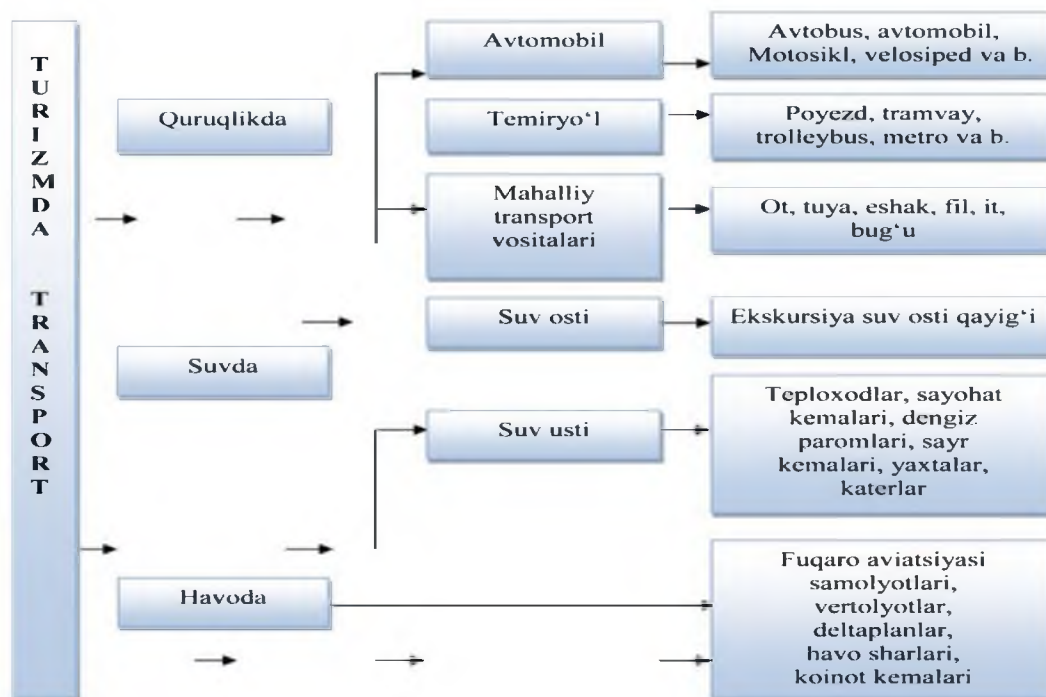 TURIZMDA TRANSPORT
Quruqlikda
Suvda
Havoda
Avtomobil
Temiryo‘l
Mahalliy
transport
vositalari
Suv osti
Suv usti
Avtobus, avtomobil,
Motosikl, velosiped va b.
Poyezd, tramvay,
trolleybus, metro va b.
Ot, tuya, eshak, fil, it,
bug‘u
Ekskursiya suv osti qayig‘i
Teploxodlar, sayohat
kemalari, dengiz
paromlari, sayr
kemalari, yaxtalar,
katerlar
Fuqaro aviatsiyasi
samolyotlari,
vertolyotlar,
deltaplanlar,
havo sharlari,
koinot kemalari